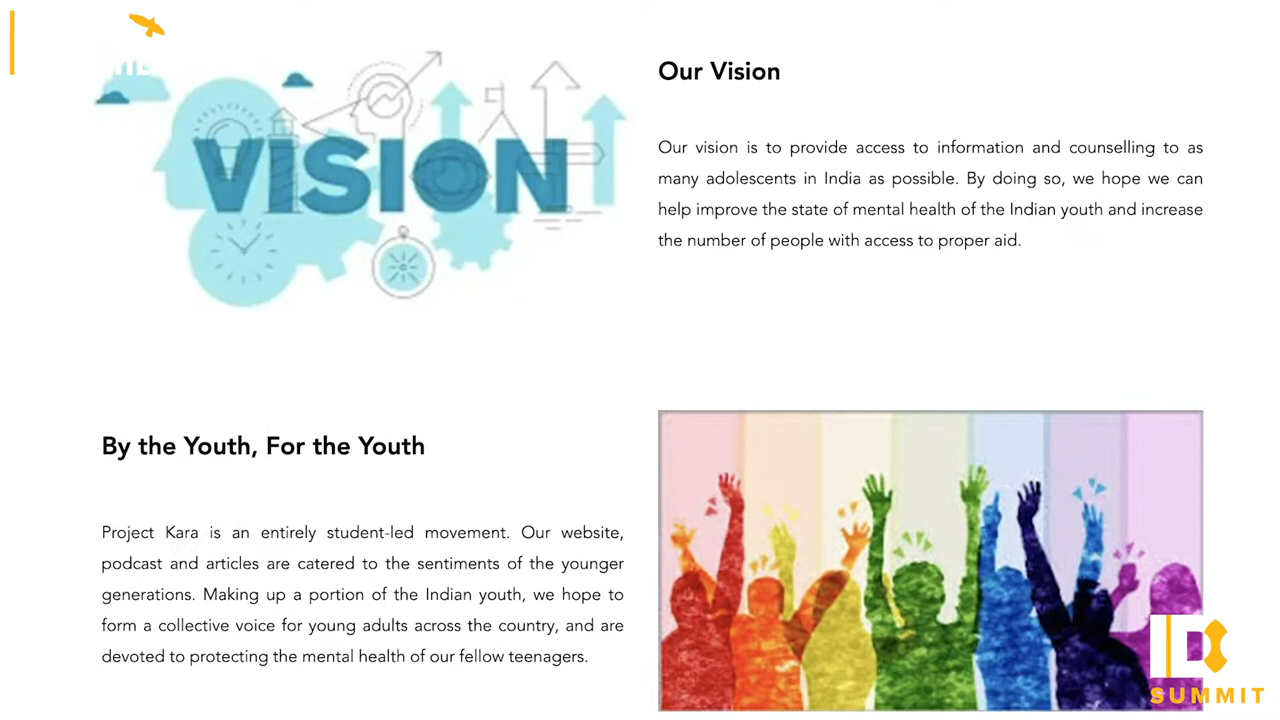 VISION
Our Vision
Our vision is to provide access to information and counselling to as
many adolescents in India as possible. By doing so, we hope we can
help improve the state of mental health of the Indian youth and increase
the number of people with access to proper aid.
By the Youth, For the Youth
Project Kara is an entirely student-led movement. Our website,
podcast and articles are catered to the sentiments of the younger
generations. Making up a portion of the Indian youth, we hope to
form a collective voice for young adults across the country, and are
devoted to protecting the mental health of our fellow teenagers.
ID
SUMMIT